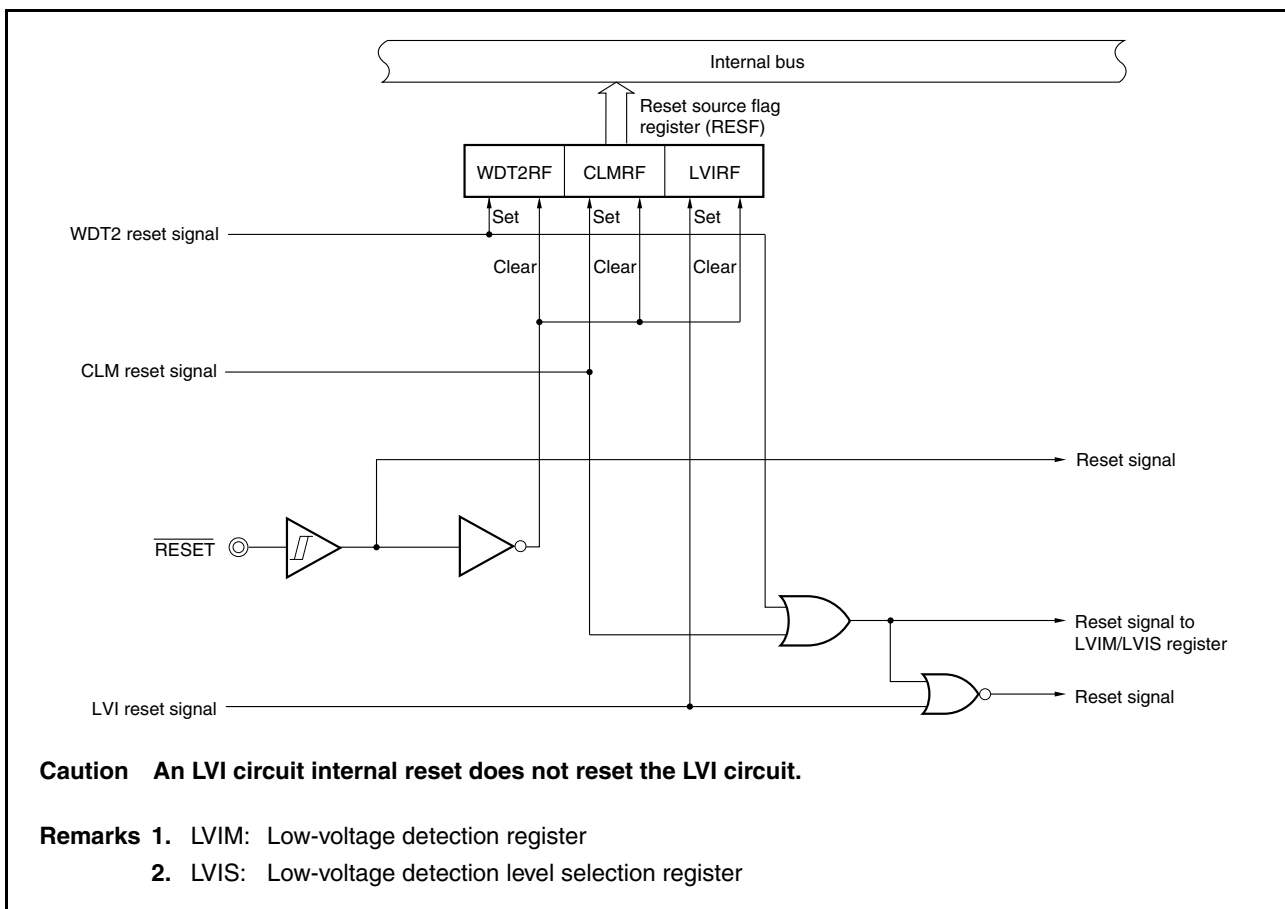 Internal bus
Reset source flag
register (RESF)
WDT2RF CLMRF LVIRF
Set Set Set
WDT2 reset signal
Clear Clear Clear
CLM reset signal
Reset signal
RESET
Reset signal to
LVIM/LVIS register
Reset signal
LVI reset signal
Caution An LVI circuit internal reset does not reset the LVI circuit.
Remarks 1. LVIM: Low-voltage detection register
2. LVIS: Low-voltage detection level selection register